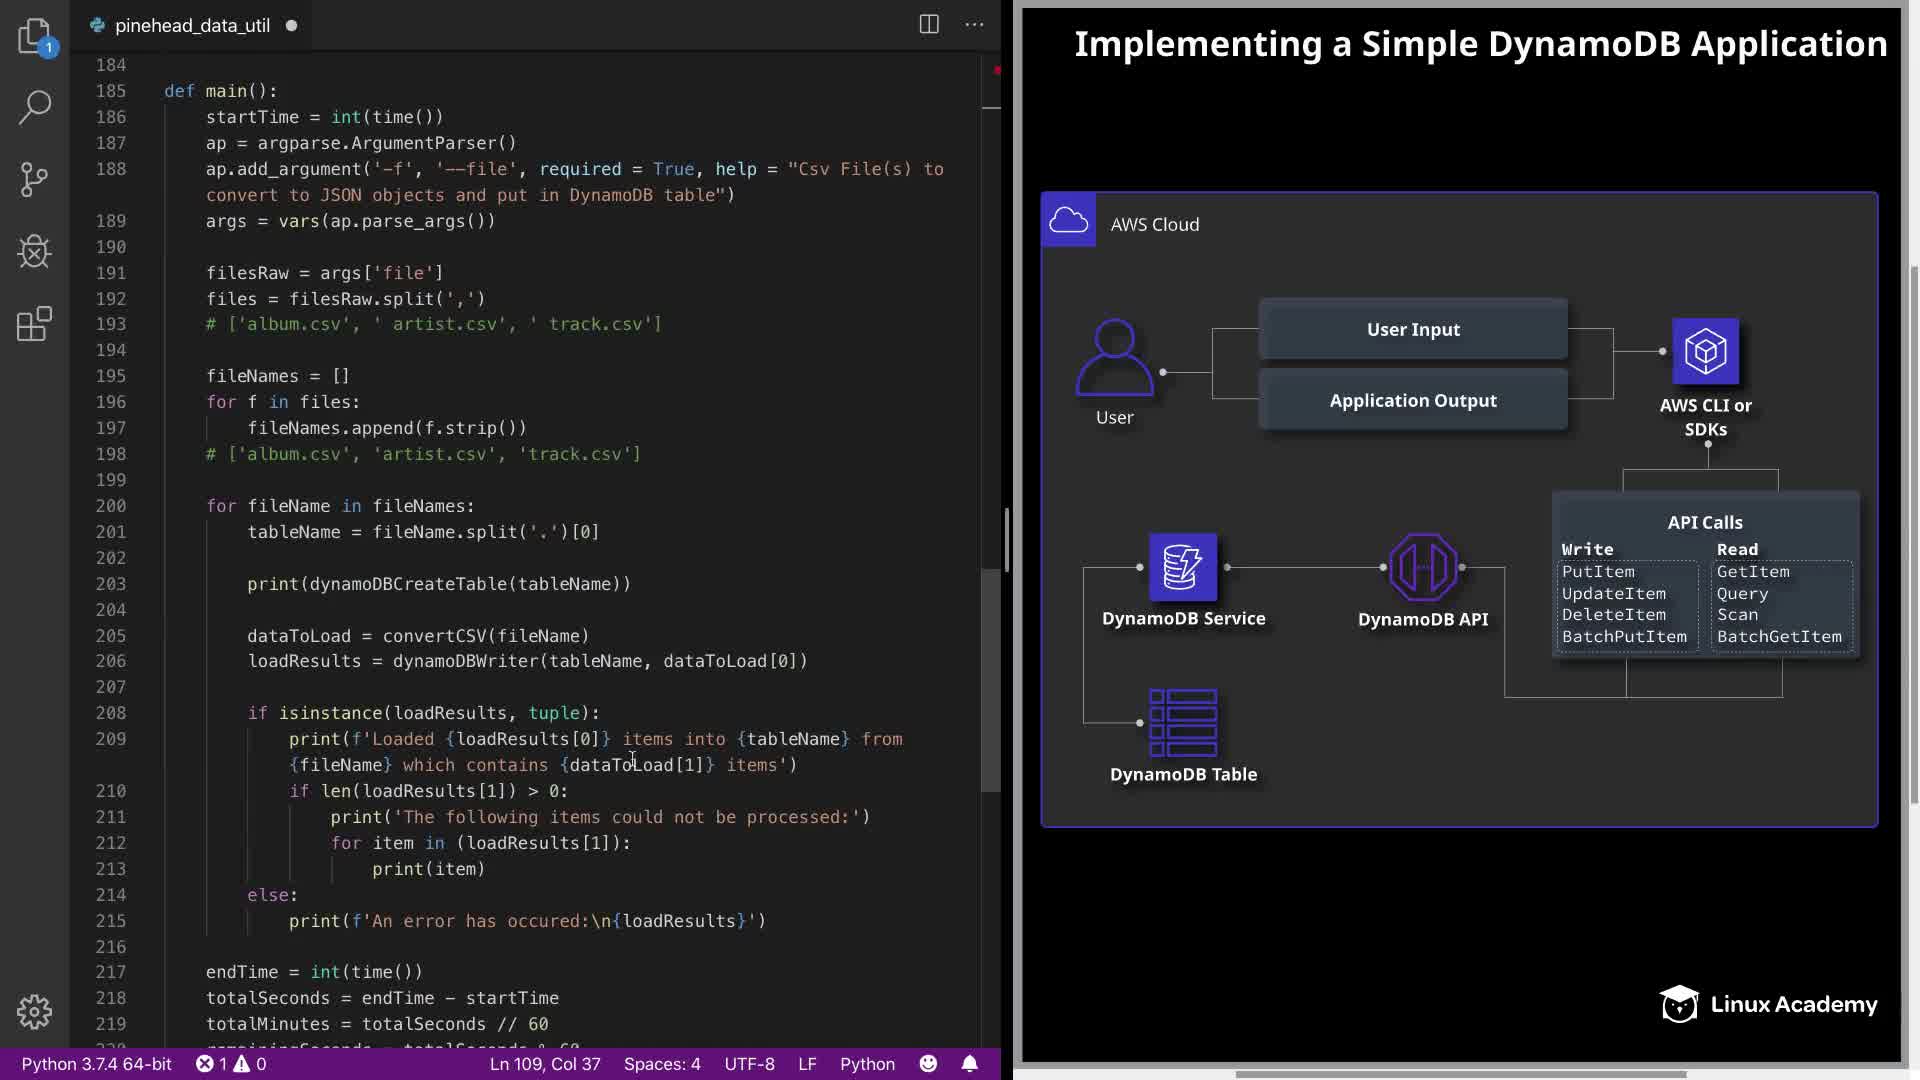 1
pinehead_data_util
184
185 def main():
186 startTime = int(time())
187 ap = argparse.ArgumentParser()
188 ap.add_argument('-f', '--file', required = True, help = "Csv File(s) to
convert to JSON objects and put in DynamoDB table")
189 args = vars(ap.parse_args())
190
191 filesRaw = args['file']
192 files = filesRaw.split(',')
193 # ['album.csv', ' artist.csv', ' track.csv']
194
195 fileNames = []
196 for f in files:
197 fileNames.append(f.strip())
198 # ['album.csv', 'artist.csv', 'track.csv']
199
200 for fileName in fileNames:
201 tableName = fileName.split('.')[0]
202
203 print(dynamoDBCreateTable(tableName))
204
205 dataToLoad = convertCSV(fileName)
206 loadResults = dynamoDBWriter(tableName, dataToLoad[0])
207
208 if isinstance(loadResults, tuple):
209 print(f'Loaded {loadResults[0]} items into {tableName} from
{fileName} which contains {dataToLoad[1]} items')
210 if len(loadResults[1]) > 0:
211 print('The following items could not be processed:')
212 for item in (loadResults[1]):
213 print(item)
214 else:
215 print(f'An error has occured:\n{loadResults}')
216
217 endTime = int(time())
218 totalSeconds = endTime - startTime
219 totalMinutes = totalSeconds // 60
Python 3.7.4 64-bit 1 0 Ln 109, Col 37 Spaces: 4 UTF-8 LF Python
Implementing a Simple DynamoDB Application
AWS Cloud
User Input
Application Output
User
AWS CLI or
SDKs
API Calls
Write Read
PutItem GetItem
UpdateItem Query
DeleteItem Scan
BatchPutItem BatchGetItem
DynamoDB Service
DynamoDB API
DynamoDB Table
Linux Academy